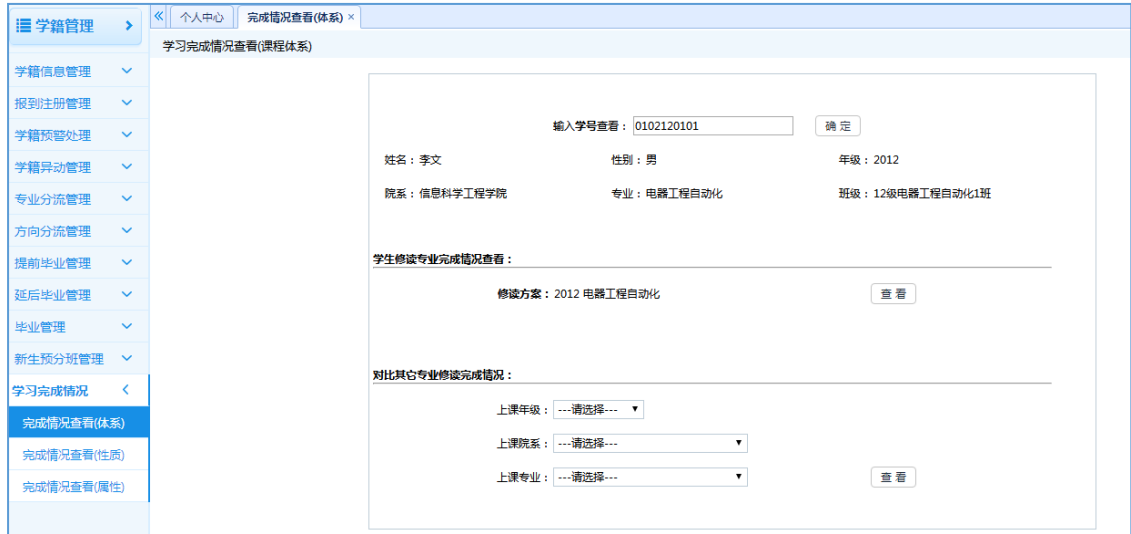 学籍管理
个人中心 完成情况查看(体系) ×
学习完成情况查看(课程体系)
学籍信息管理
报到注册管理
学籍预警处理
学籍异动管理
专业分流管理
方向分流管理
提前毕业管理
延后毕业管理
毕业管理
新生预分班管理
学习完成情况
完成情况查看(体系)
完成情况查看(性质)
完成情况查看(属性)
输入学号查看： 0102120101 确 定
姓名：李文 性别：男 年级：2012
院系：信息科学工程学院 专业：电器工程自动化 班级：12级电器工程自动化1班
学生修读专业完成情况查看：
修读方案：2012 电器工程自动化 查 看
对比其它专业修读完成情况：
上课年级： ---请选择---
上课院系： ---请选择---
上课专业： ---请选择--- 查 看